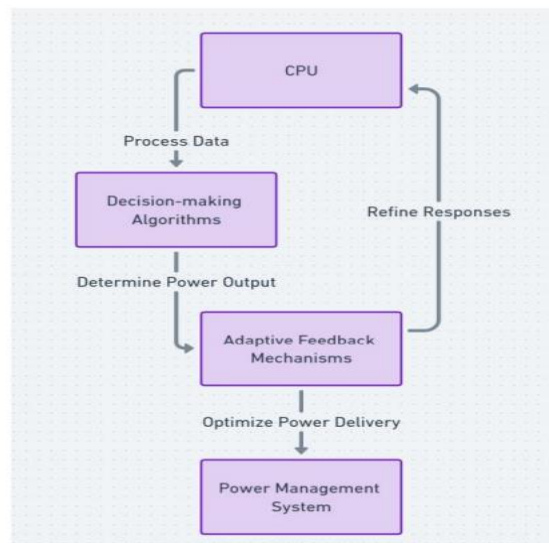 CPU
Process Data
Decision-making
Algorithms
Refine Responses
Determine Power Output
Adaptive Feedback
Mechanisms
Optimize Power Delivery
Power Management
System